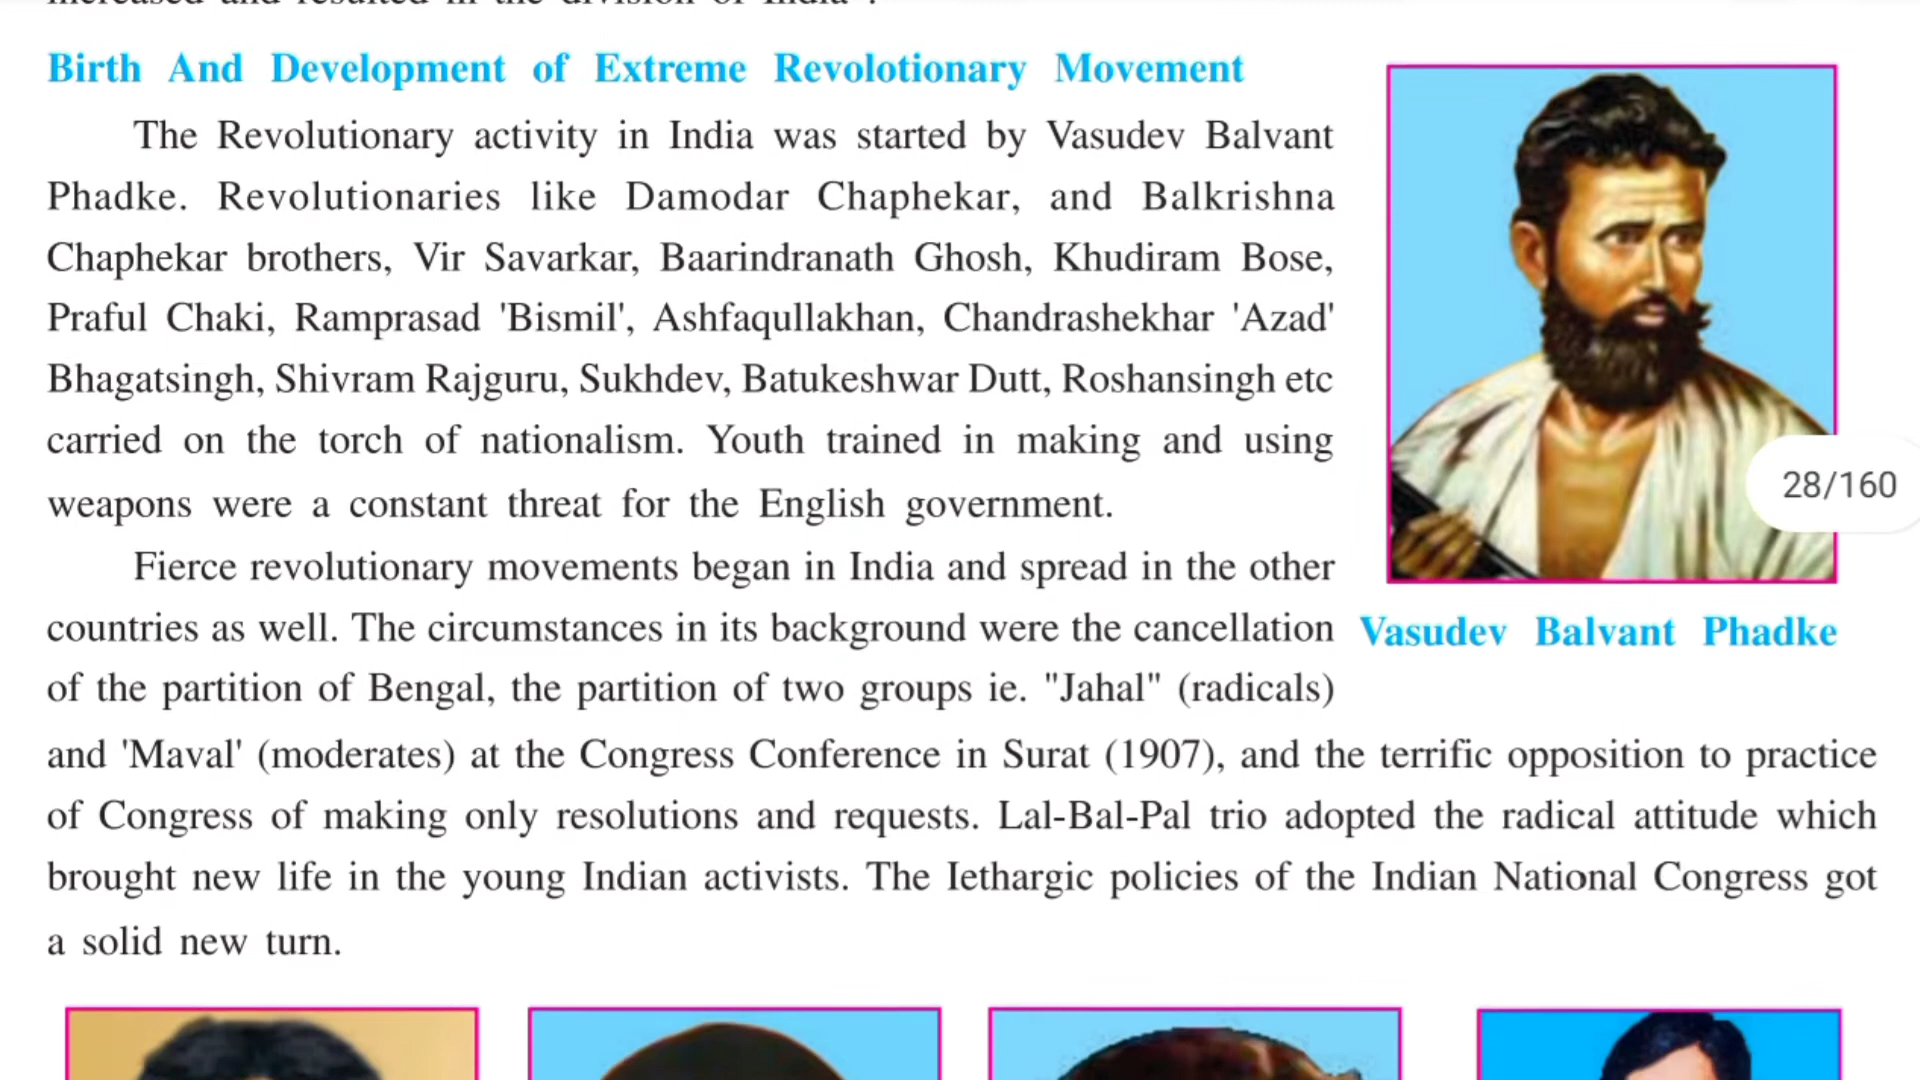 increased and resulted in the division of India".
Birth And Development of Extreme Revolotionary Movement
The Revolutionary activity in India was started by Vasudev Balvant
Phadke. Revolutionaries like Damodar Chaphekar, and Balkrishna
Chaphekar brothers, Vir Savarkar, Baarindranath Ghosh, Khudiram Bose,
Praful Chaki, Ramprasad 'Bismil', Ashfaqullakhan, Chandrashekhar 'Azad'
Bhagatsingh, Shivram Rajguru, Sukhdev, Batukeshwar Dutt, Roshansingh etc
carried on the torch of nationalism. Youth trained in making and using
weapons were a constant threat for the English government.
28/160
Fierce revolutionary movements began in India and spread in the other
countries as well. The circumstances in its background were the cancellation
Vasudev Balvant Phadke
of the partition of Bengal, the partition of two groups ie. "Jahal" (radicals)
and 'Maval' (moderates) at the Congress Conference in Surat (1907), and the terrific opposition to practice
of Congress of making only resolutions and requests. Lal-Bal-Pal trio adopted the radical attitude which
brought new life in the young Indian activists. The Iethargic policies of the Indian National Congress got
a solid new turn.